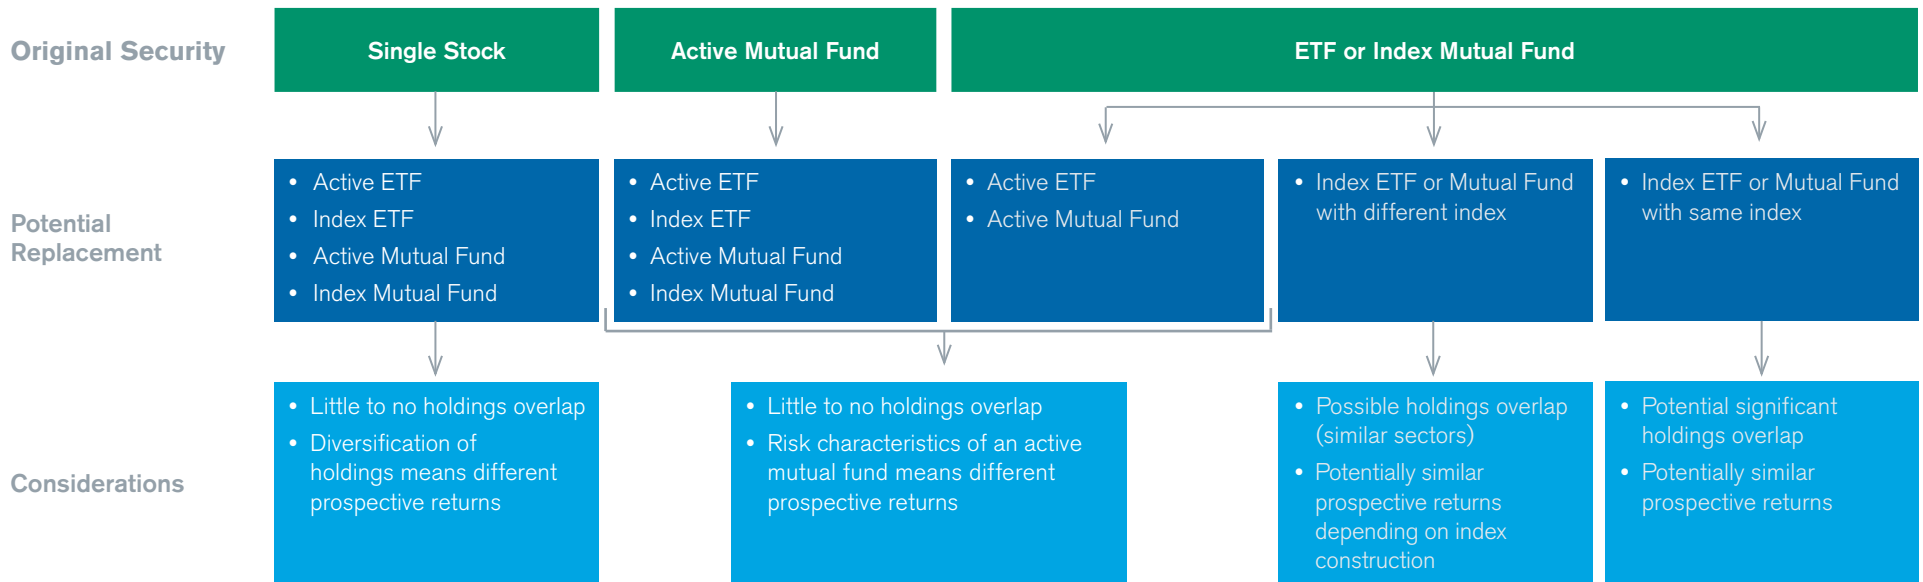 Original Security
Single Stock
Active Mutual Fund
ETF or Index Mutual Fund
Potential
Replacement
• Active ETF
• Index ETF
• Active Mutual Fund
• Index Mutual Fund
• Active ETF
• Index ETF
• Active Mutual Fund
• Index Mutual Fund
• Active ETF
• Active Mutual Fund
• Index ETF or Mutual Fund
with different index
• Index ETF or Mutual Fund
with same index
Considerations
• Little to no holdings overlap
• Diversification of
holdings means different
prospective returns
• Little to no holdings overlap
• Risk characteristics of an active
mutual fund means different
prospective returns
• Possible holdings overlap
(similar sectors)
• Potentially similar
prospective returns
depending on index
construction
• Potential significant
holdings overlap
• Potentially similar
prospective returns